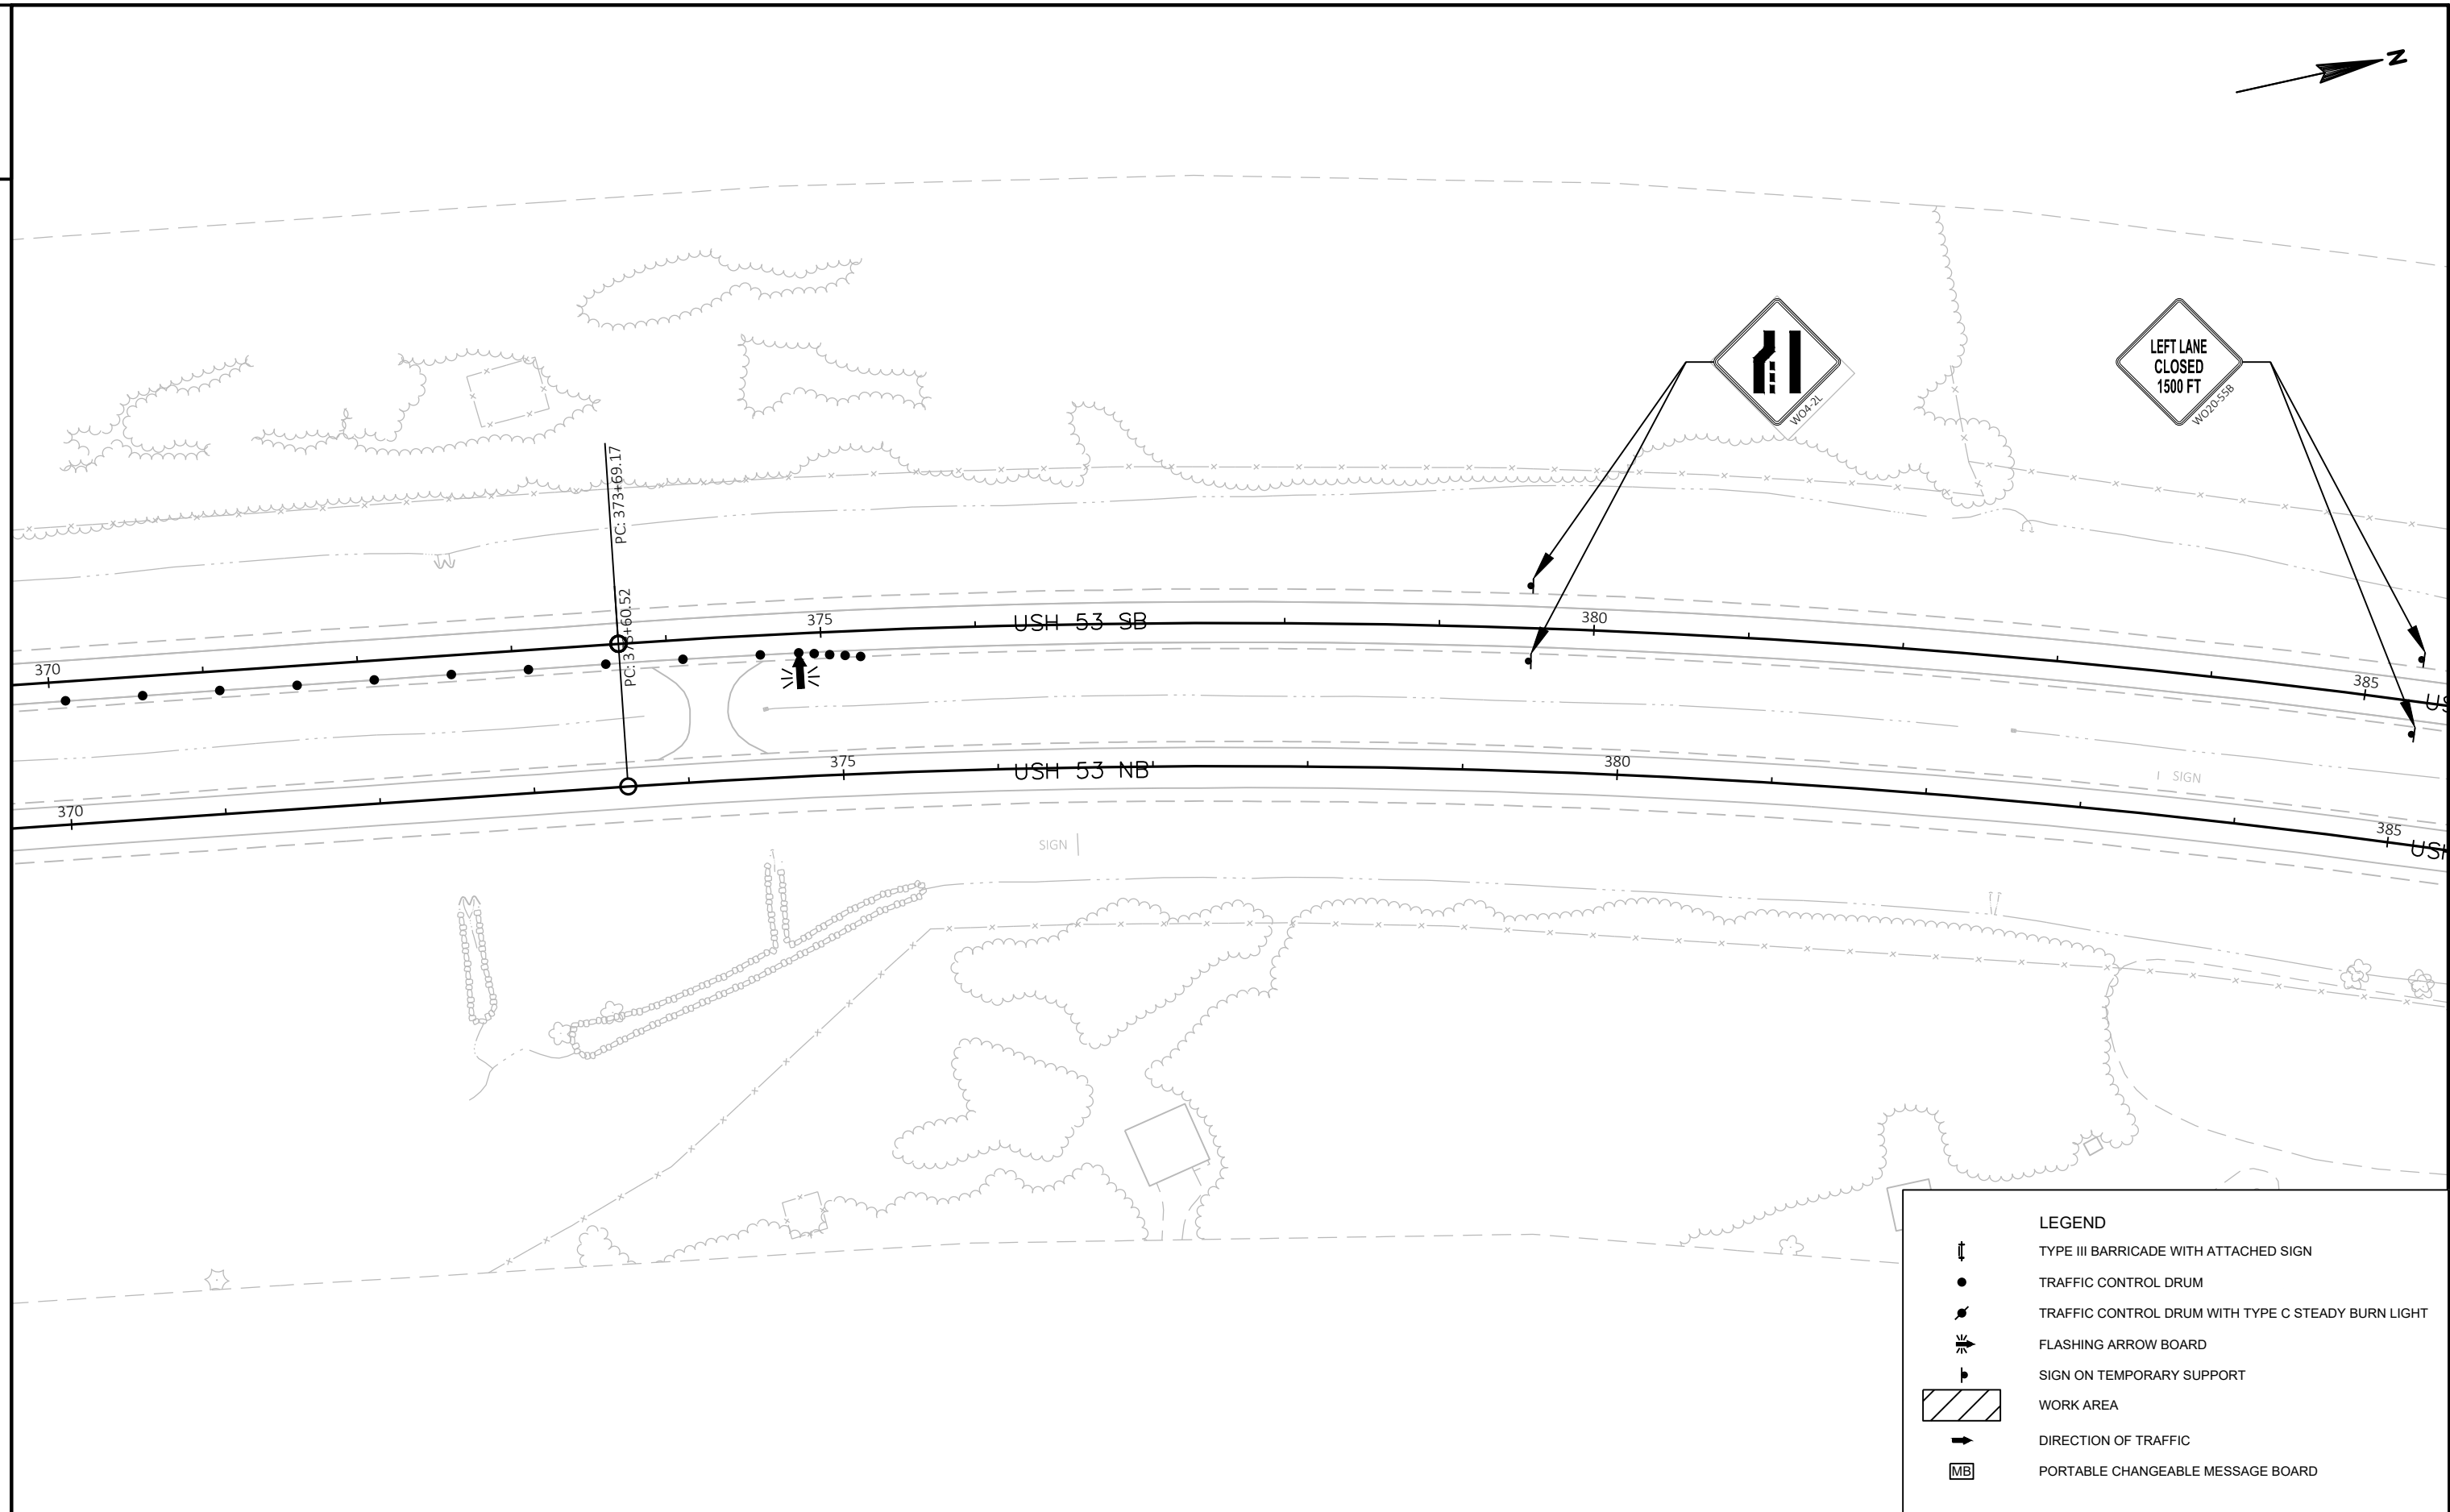 N
WO4-2L
LEFT LANE
CLOSED
1500 FT
WO20-55B
PC: 373+69.17
PC: 373+60.52
370
375
USH 53 SB
380
385
370
375
USH 53 NB
380
385
SIGN
SIGN
LEGEND
TYPE III BARRICADE WITH ATTACHED SIGN
TRAFFIC CONTROL DRUM
TRAFFIC CONTROL DRUM WITH TYPE C STEADY BURN LIGHT
FLASHING ARROW BOARD
SIGN ON TEMPORARY SUPPORT
WORK AREA
DIRECTION OF TRAFFIC
MB PORTABLE CHANGEABLE MESSAGE BOARD